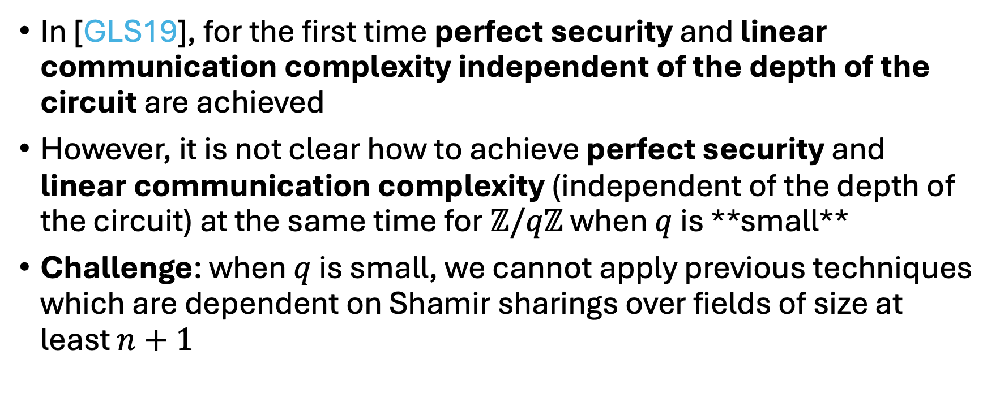 • In [GLS19], for the first time perfect security and linear
communication complexity independent of the depth of the
circuit are achieved
• However, it is not clear how to achieve perfect security and
linear communication complexity (independent of the depth of
the circuit) at the same time for ℤ/𝑞ℤ when 𝑞 is **small**
• Challenge: when 𝑞 is small, we cannot apply previous techniques
which are dependent on Shamir sharings over fields of size at
least 𝑛 + 1